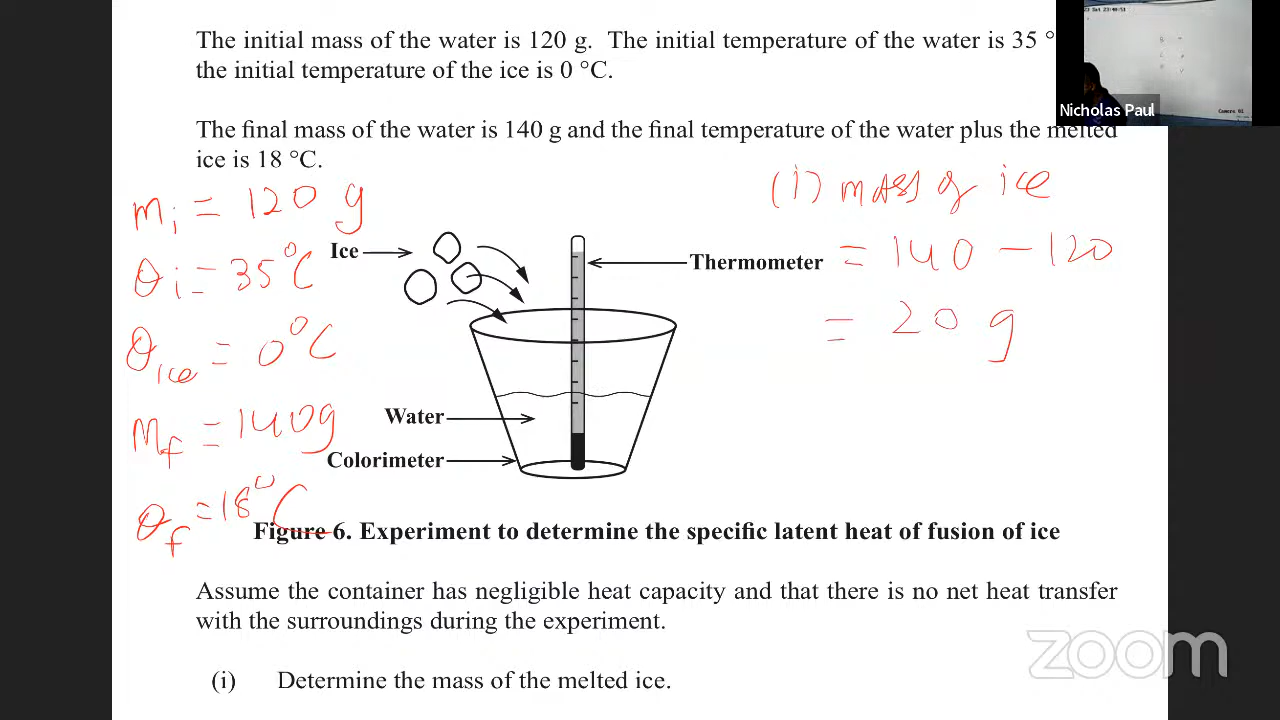 The initial mass of the water is 120 g. The initial temperature of the water is 35 °
the initial temperature of the ice is 0 °C.
Nicholas Paul
Camera 01
The final mass of the water is 140 g and the final temperature of the water plus the melted
ice is 18 °C.
mi = 120 g
(i) mass of ice
Ice
θi = 35°C
Thermometer
= 140 - 120
θice = 0°C
= 20 g
Mf = 140g
Water
Colorimeter
θf = 18°C
Figure 6. Experiment to determine the specific latent heat of fusion of ice
Assume the container has negligible heat capacity and that there is no net heat transfer
with the surroundings during the experiment.
zoom
(i) Determine the mass of the melted ice.